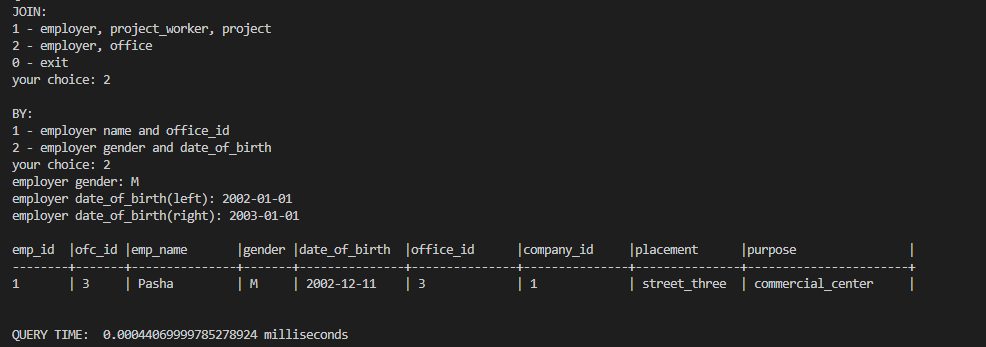 JOIN:
1 - employer, project_worker, project
2 - employer, office
0 - exit
your choice: 2
BY:
1 - employer name and office_id
2 - employer gender and date_of_birth
your choice: 2
employer gender: M
employer date_of_birth(left): 2002-01-01
employer date_of_birth(right): 2003-01-01
emp_id |ofc_id|emp_name |gender |date_of_birth |office_id |company_id |placement |purpose |
--------+------+-------------+-------+-------------+-------------+-------------+-------------+--------------------+
1 | 3 | Pasha | M | 2002-12-11 | 3 | 1 | street_three | commercial_center |
QUERY TIME: 0.00044069999785278924 milliseconds